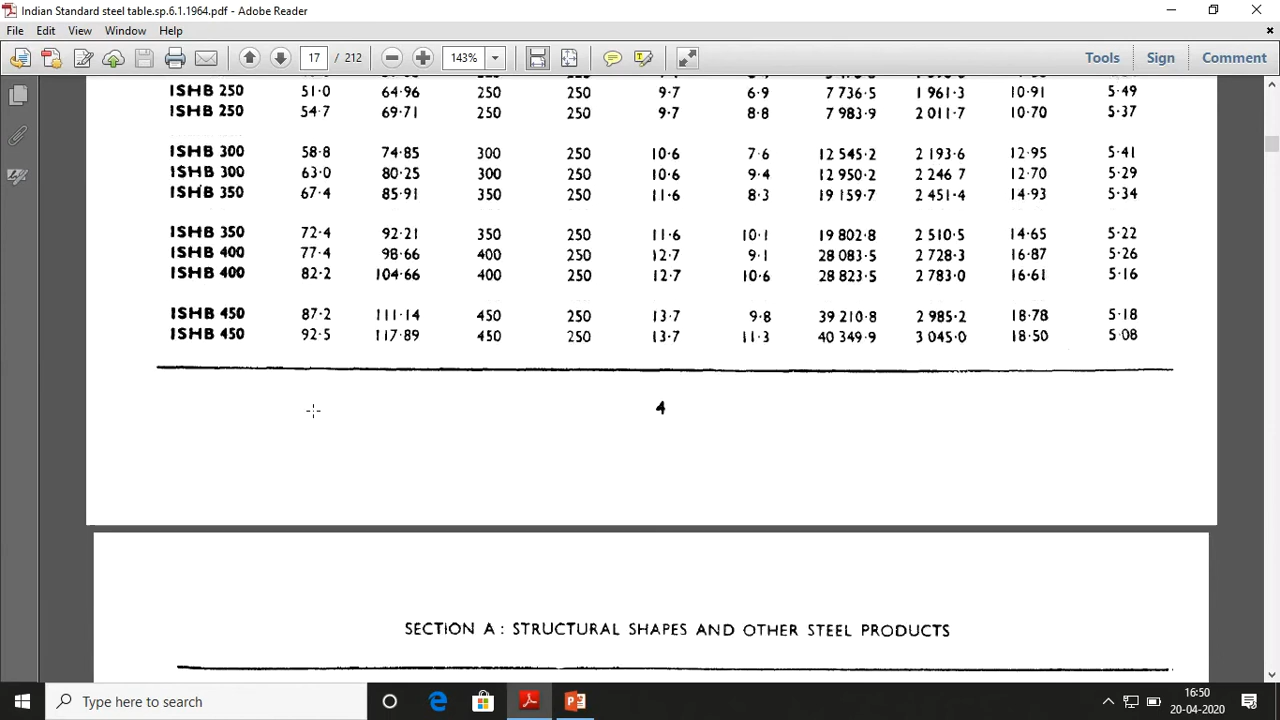 Indian Standard steel table.sp.6.1.1964.pdf - Adobe Reader
File Edit View Window Help
17 / 212 143% Tools Sign Comment
ISHB 250 51·0 64·96 250 250 9·7 6·9 7 736·5 1 961·3 10·91 5·49
ISHB 250 54·7 69·71 250 250 9·7 8·8 7 983·9 2 011·7 10·70 5·37
ISHB 300 58·8 74·85 300 250 10·6 7·6 12 545·2 2 193·6 12·95 5·41
ISHB 300 63·0 80·25 300 250 10·6 9·4 12 950·2 2 246 7 12·70 5·29
ISHB 350 67·4 85·91 350 250 11·6 8·3 19 159·7 2 451·4 14·93 5·34
ISHB 350 72·4 92·21 350 250 11·6 10·1 19 802·8 2 510·5 14·65 5·22
ISHB 400 77·4 98·66 400 250 12·7 9·1 28 083·5 2 728·3 16·87 5·26
ISHB 400 82·2 104·66 400 250 12·7 10·6 28 823·5 2 783·0 16·61 5·16
ISHB 450 87·2 111·14 450 250 13·7 9·8 39 210·8 2 985·2 18·78 5·18
ISHB 450 92·5 117·89 450 250 13·7 11·3 40 349·9 3 045·0 18·50 5·08
4
SECTION A : STRUCTURAL SHAPES AND OTHER STEEL PRODUCTS
Type here to search
16:50
20-04-2020